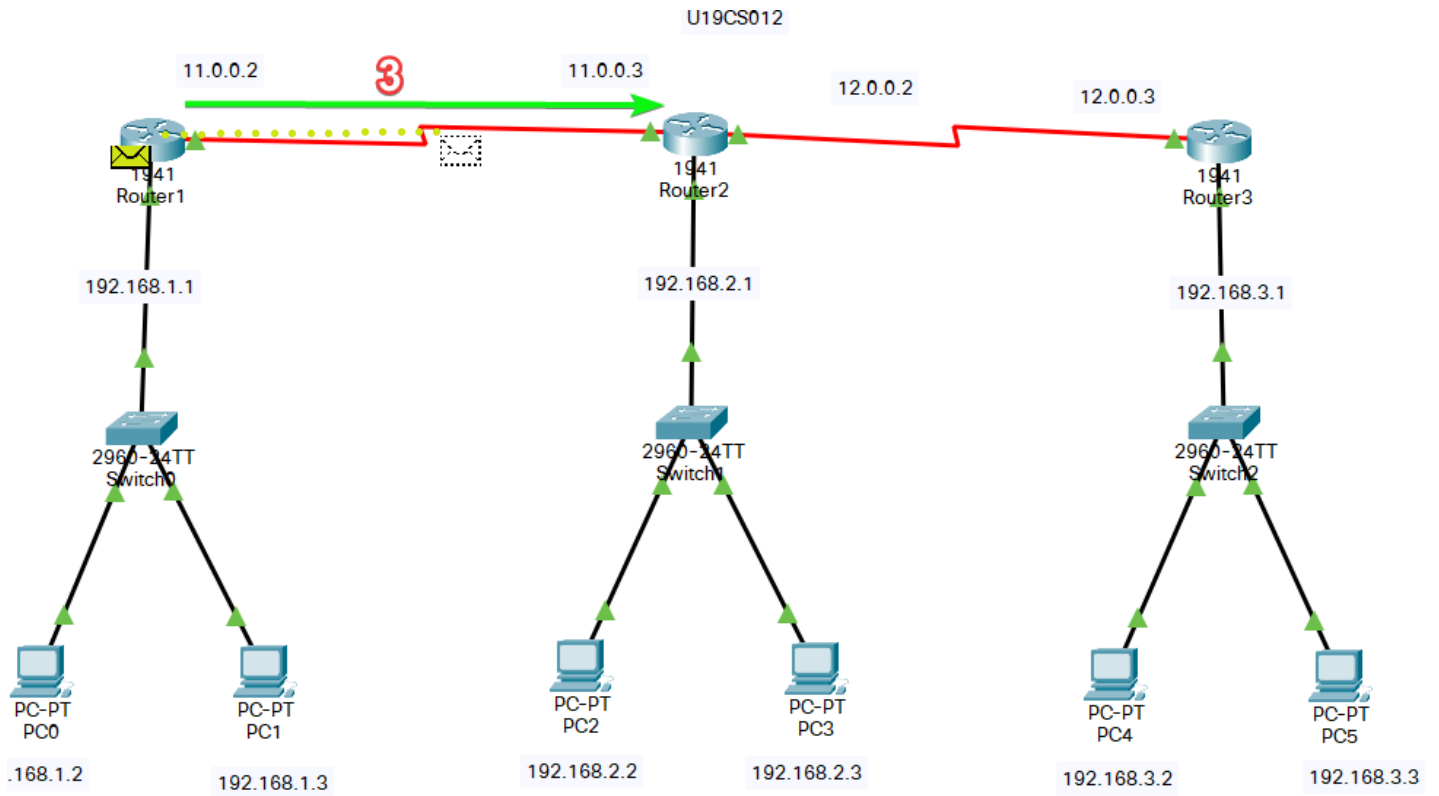 U19CS012
11.0.0.2
3
11.0.0.3
12.0.0.2
12.0.0.3
1941
Router1
1941
Router2
1941
Router3
192.168.1.1
192.168.2.1
192.168.3.1
2960-24TT
Switch0
2960-24TT
Switch1
2960-24TT
Switch2
PC-PT
PC0
PC-PT
PC1
PC-PT
PC2
PC-PT
PC3
PC-PT
PC4
PC-PT
PC5
.168.1.2
192.168.1.3
192.168.2.2
192.168.2.3
192.168.3.2
192.168.3.3